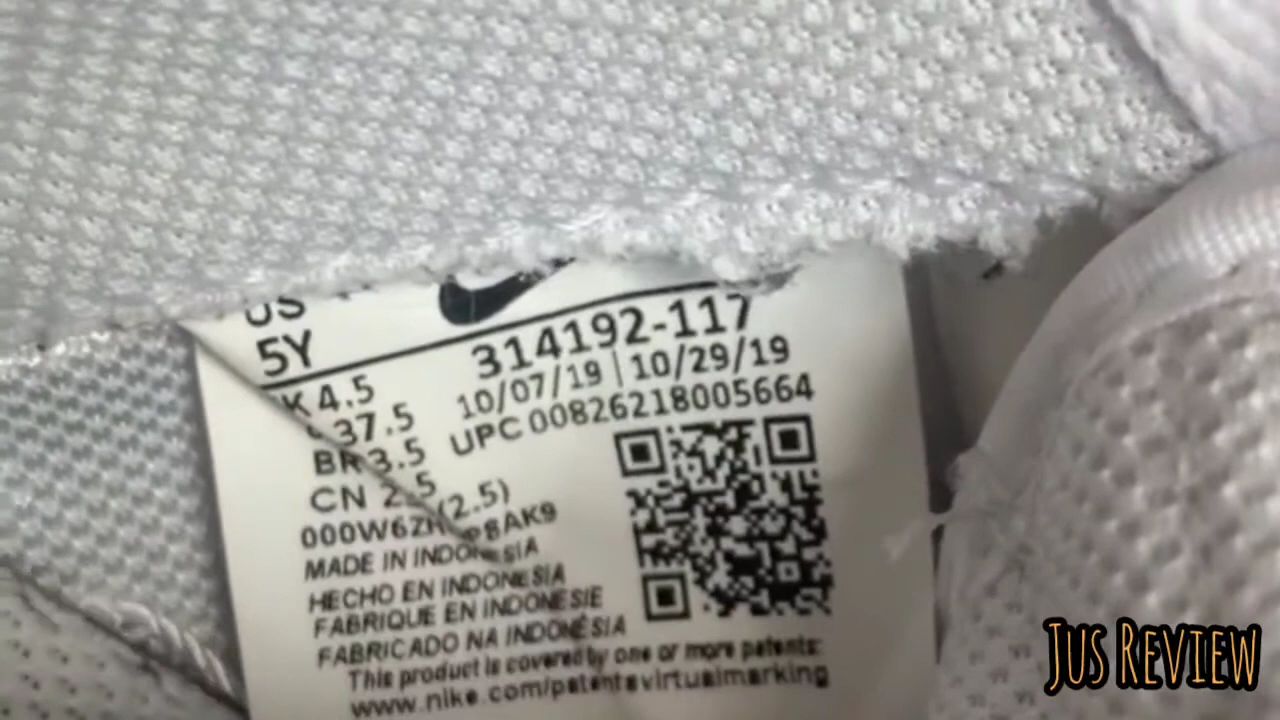 US
5Y
314192-117
K 4.5
10/07/19 | 10/29/19
37.5
UPC 00826218005664
BR 3.5
CN 2.5 (2.5)
MADE IN INDONESIA
HECHO EN INDONESIA
FABRIQUE EN INDONESIE
FABRICADO NA INDONÉSIA
This product is covered by one or more patents:
www.nike.com/patentsvirtualmarking
JUS REVIEW